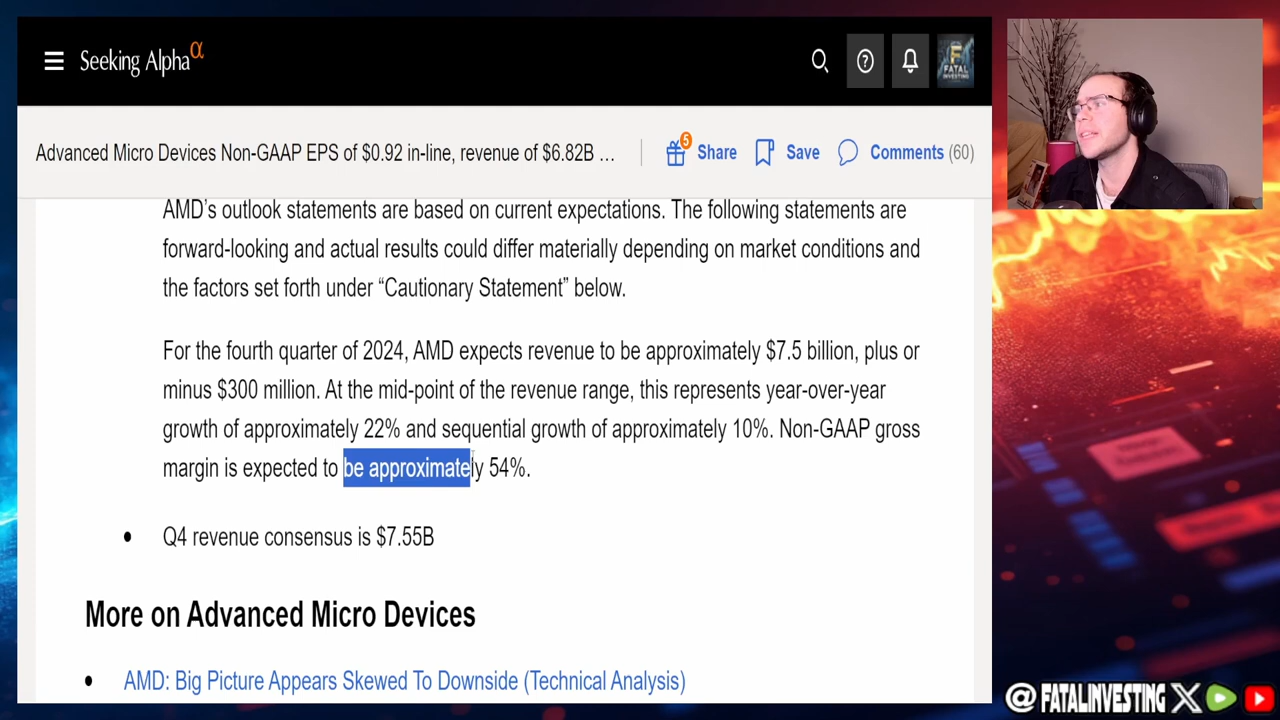 Seeking Alpha α
F
FATAL
INVESTING
Advanced Micro Devices Non-GAAP EPS of $0.92 in-line, revenue of $6.82B ...
5
Share
Save
Comments (60)
AMD’s outlook statements are based on current expectations. The following statements are
forward-looking and actual results could differ materially depending on market conditions and
the factors set forth under “Cautionary Statement” below.
For the fourth quarter of 2024, AMD expects revenue to be approximately $7.5 billion, plus or
minus $300 million. At the mid-point of the revenue range, this represents year-over-year
growth of approximately 22% and sequential growth of approximately 10%. Non-GAAP gross
margin is expected to be approximately 54%.
• Q4 revenue consensus is $7.55B
More on Advanced Micro Devices
• AMD: Big Picture Appears Skewed To Downside (Technical Analysis)
@FATALINVESTING X